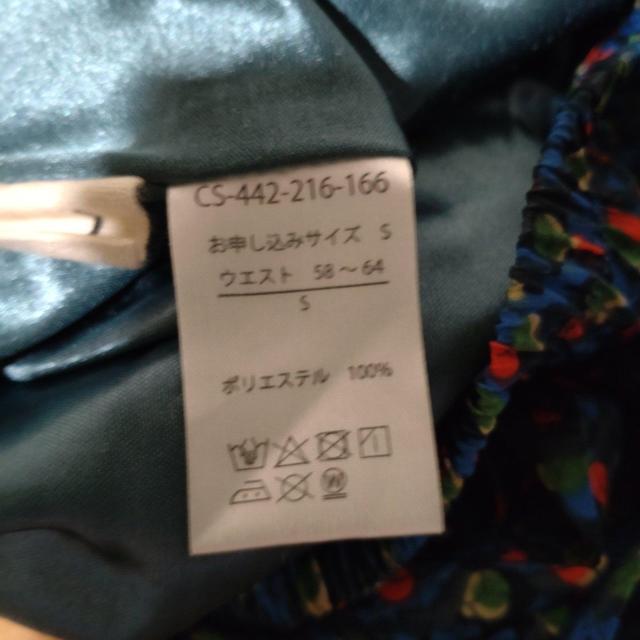 CS-442-216-166
お申し込みサイズ S
ウエスト 58～64
S
ポリエステル 100%